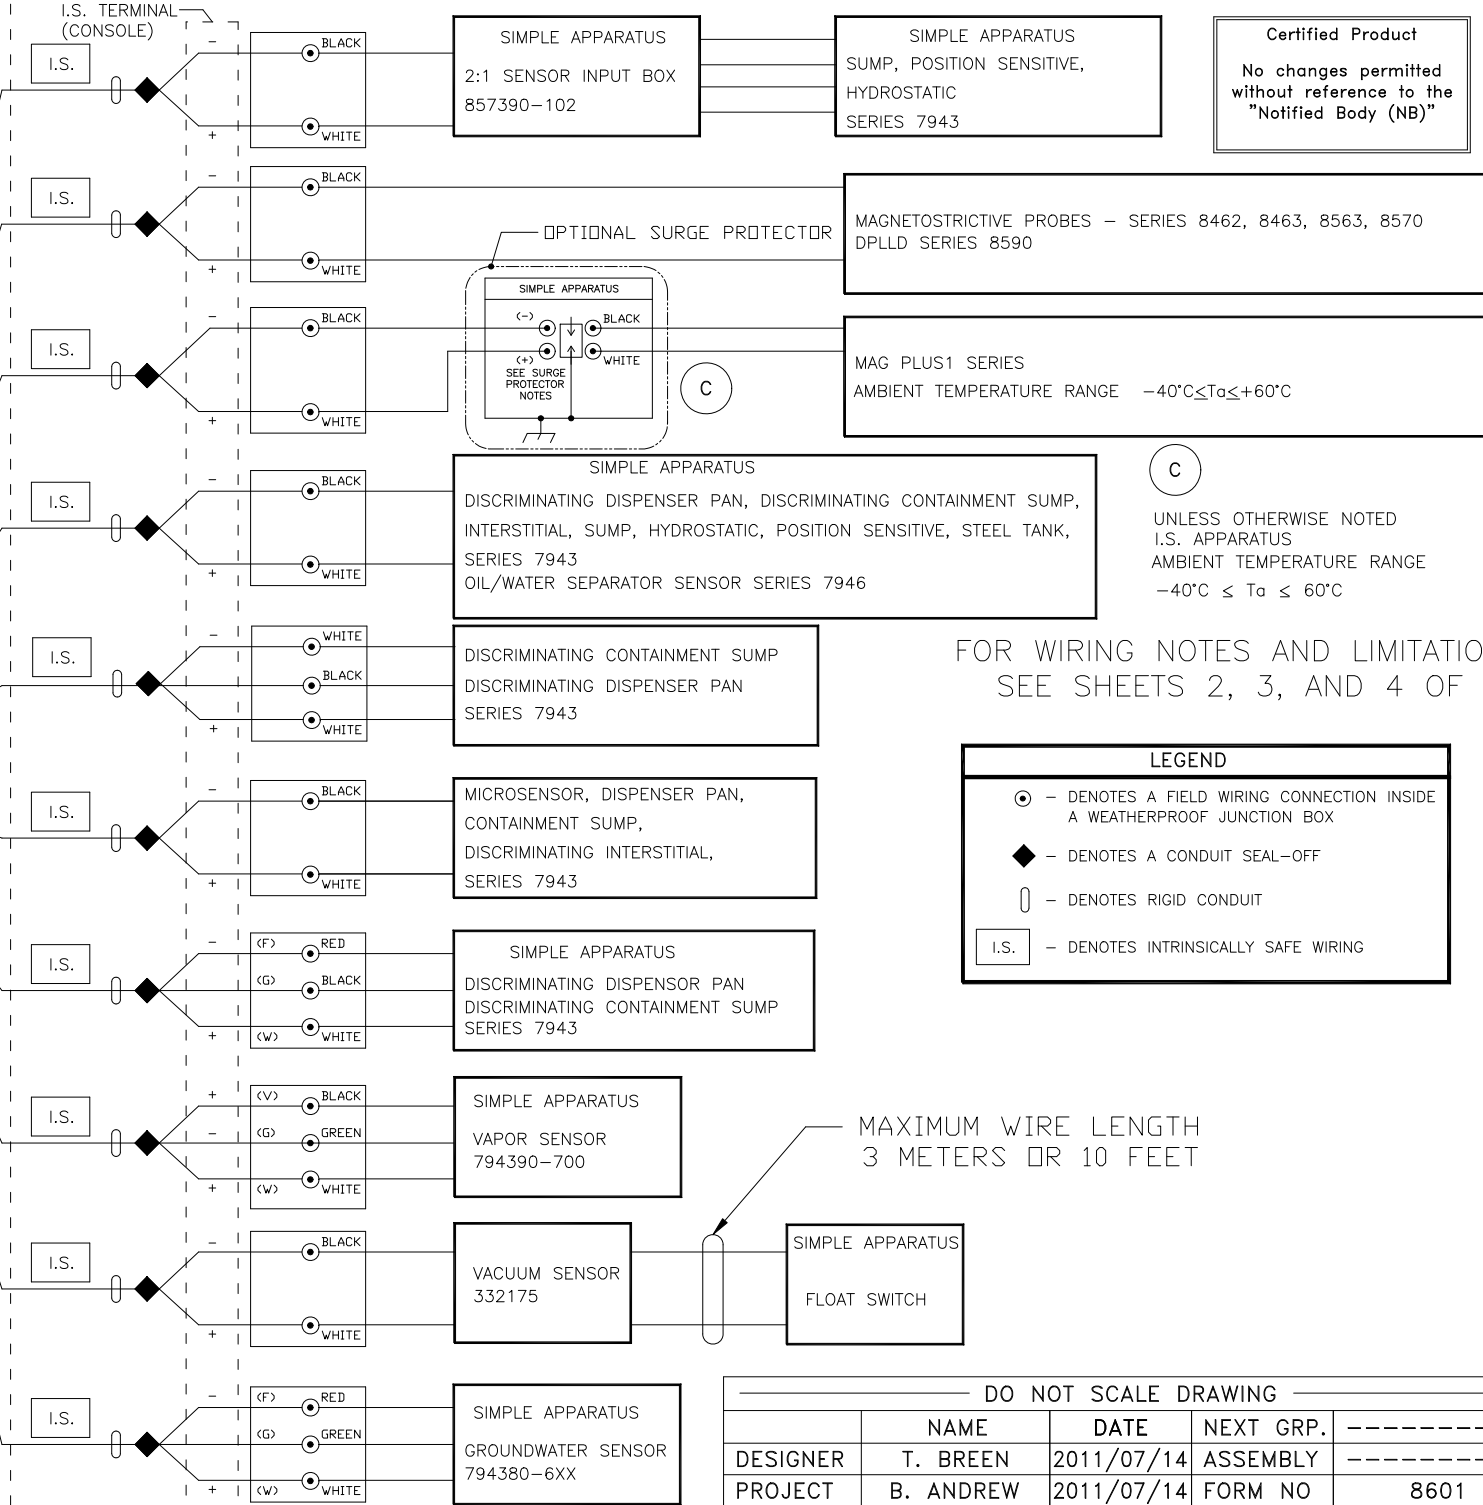 I.S. TERMINAL
(CONSOLE)
I.S.
-
+
BLACK
WHITE
SIMPLE APPARATUS
2:1 SENSOR INPUT BOX
857390-102
SIMPLE APPARATUS
SUMP, POSITION SENSITIVE,
HYDROSTATIC
SERIES 7943
Certified Product
No changes permitted
without reference to the
"Notified Body (NB)"
I.S.
-
+
BLACK
WHITE
MAGNETOSTRICTIVE PROBES - SERIES 8462, 8463, 8563, 8570
DPLLD SERIES 8590
OPTIONAL SURGE PROTECTOR
I.S.
-
+
BLACK
WHITE
SIMPLE APPARATUS
(-)
(+)
BLACK
WHITE
SEE SURGE
PROTECTOR
NOTES
C
MAG PLUS1 SERIES
AMBIENT TEMPERATURE RANGE -40°C≤Ta≤+60°C
I.S.
-
+
BLACK
WHITE
SIMPLE APPARATUS
DISCRIMINATING DISPENSER PAN, DISCRIMINATING CONTAINMENT SUMP,
INTERSTITIAL, SUMP, HYDROSTATIC, POSITION SENSITIVE, STEEL TANK,
SERIES 7943
OIL/WATER SEPARATOR SENSOR SERIES 7946
C
UNLESS OTHERWISE NOTED
I.S. APPARATUS
AMBIENT TEMPERATURE RANGE
-40°C ≤ Ta ≤ 60°C
I.S.
-
+
WHITE
BLACK
WHITE
DISCRIMINATING CONTAINMENT SUMP
DISCRIMINATING DISPENSER PAN
SERIES 7943
FOR WIRING NOTES AND LIMITATIO
SEE SHEETS 2, 3, AND 4 OF
LEGEND
- DENOTES A FIELD WIRING CONNECTION INSIDE
A WEATHERPROOF JUNCTION BOX
- DENOTES A CONDUIT SEAL-OFF
- DENOTES RIGID CONDUIT
I.S. - DENOTES INTRINSICALLY SAFE WIRING
I.S.
-
+
BLACK
WHITE
MICROSENSOR, DISPENSER PAN,
CONTAINMENT SUMP,
DISCRIMINATING INTERSTITIAL,
SERIES 7943
I.S.
-
+
(F) RED
(G) BLACK
(W) WHITE
SIMPLE APPARATUS
DISCRIMINATING DISPENSOR PAN
DISCRIMINATING CONTAINMENT SUMP
SERIES 7943
I.S.
+
-
+
(V) BLACK
(G) GREEN
(W) WHITE
SIMPLE APPARATUS
VAPOR SENSOR
794390-700
MAXIMUM WIRE LENGTH
3 METERS OR 10 FEET
I.S.
-
+
BLACK
WHITE
VACUUM SENSOR
332175
SIMPLE APPARATUS
FLOAT SWITCH
I.S.
-
+
(F) RED
(G) GREEN
(W) WHITE
SIMPLE APPARATUS
GROUNDWATER SENSOR
794380-6XX
DO NOT SCALE DRAWING
NAME DATE NEXT GRP. -------
DESIGNER T. BREEN 2011/07/14 ASSEMBLY -------
PROJECT B. ANDREW 2011/07/14 FORM NO 8601